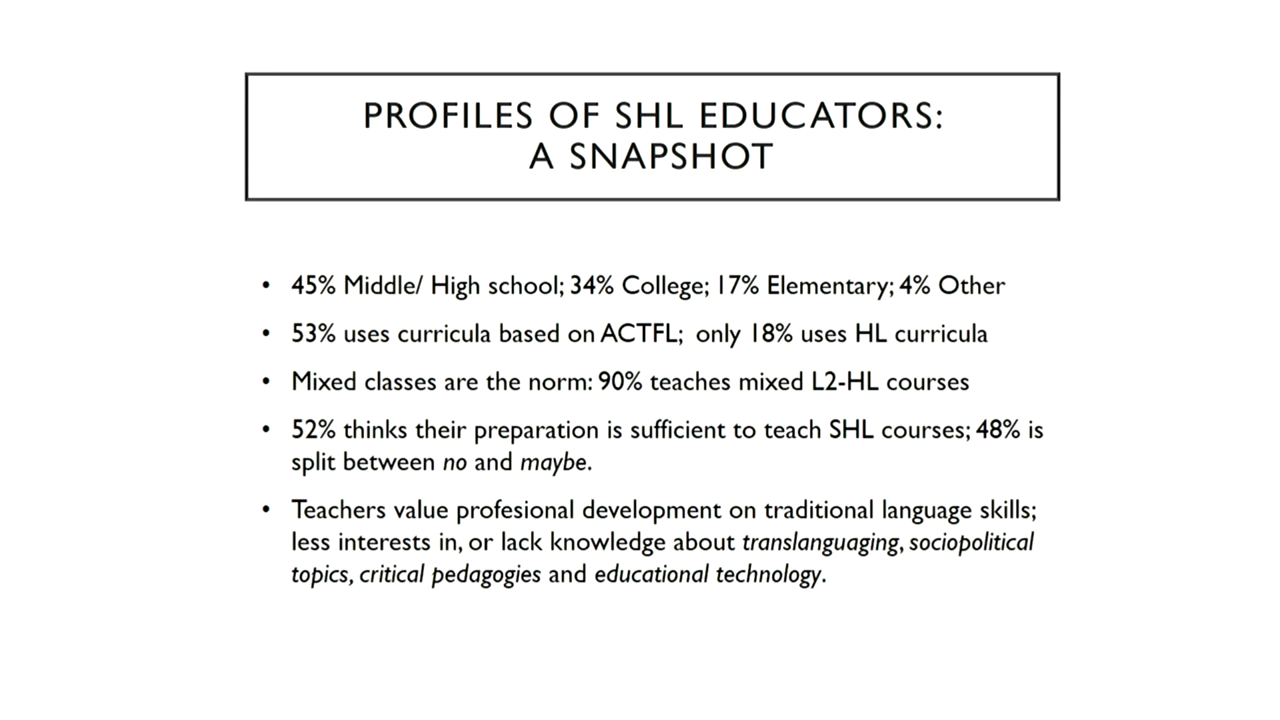 PROFILES OF SHL EDUCATORS:
A SNAPSHOT
• 45% Middle/ High school; 34% College; 17% Elementary; 4% Other
• 53% uses curricula based on ACTFL; only 18% uses HL curricula
• Mixed classes are the norm: 90% teaches mixed L2-HL courses
• 52% thinks their preparation is sufficient to teach SHL courses; 48% is
split between no and maybe.
• Teachers value profesional development on traditional language skills;
less interests in, or lack knowledge about translanguaging, sociopolitical
topics, critical pedagogies and educational technology.